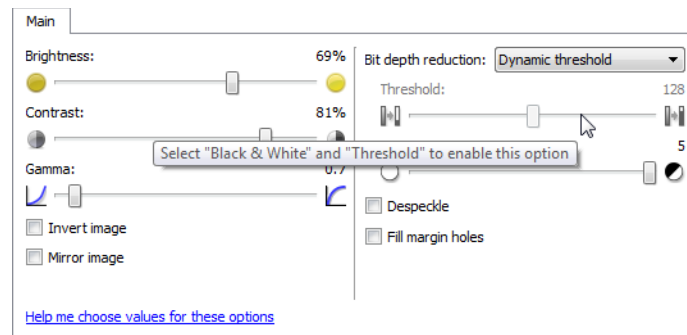 Main
Brightness: 69%
Contrast: 81%
Gamma: 0.7
Invert image
Mirror image
Help me choose values for these options
Bit depth reduction: Dynamic threshold
Threshold: 128
Select "Black & White" and "Threshold" to enable this option
5
Despeckle
Fill margin holes